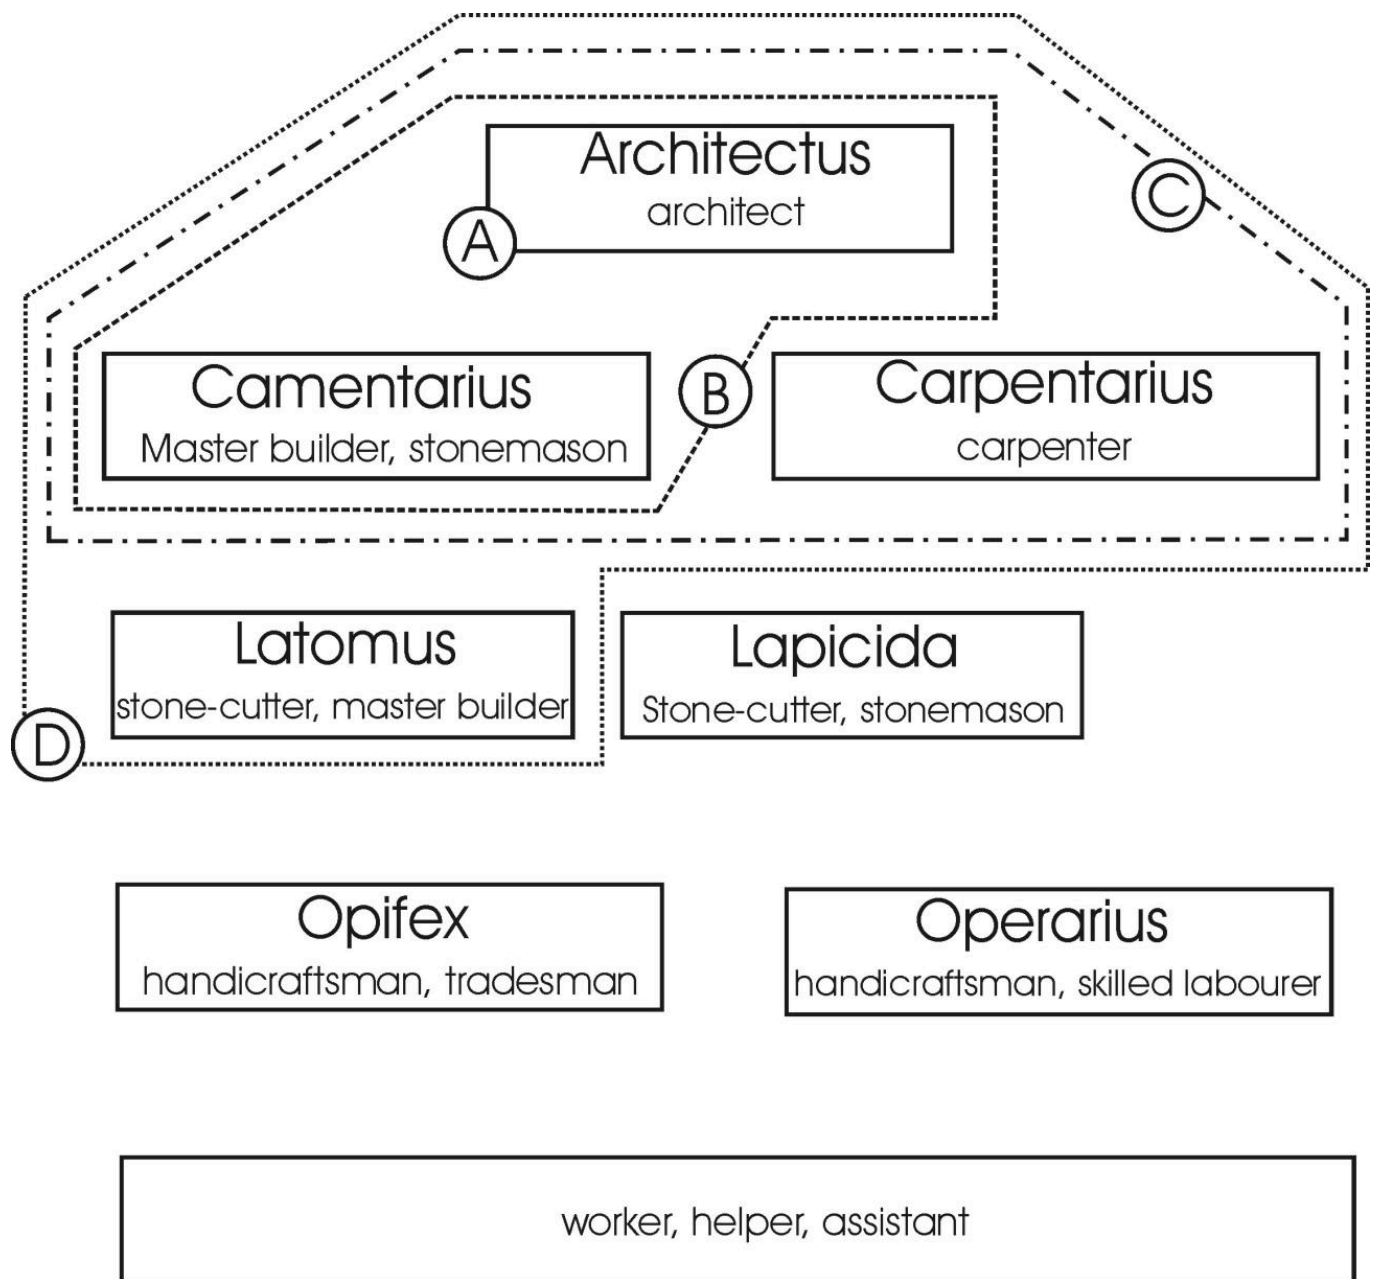 Architectus
architect
A
C
Camentarius
Master builder, stonemason
B
Carpentarius
carpenter
Latomus
stone-cutter, master builder
Lapicida
Stone-cutter, stonemason
D
Opifex
handicraftsman, tradesman
Operarius
handicraftsman, skilled labourer
worker, helper, assistant